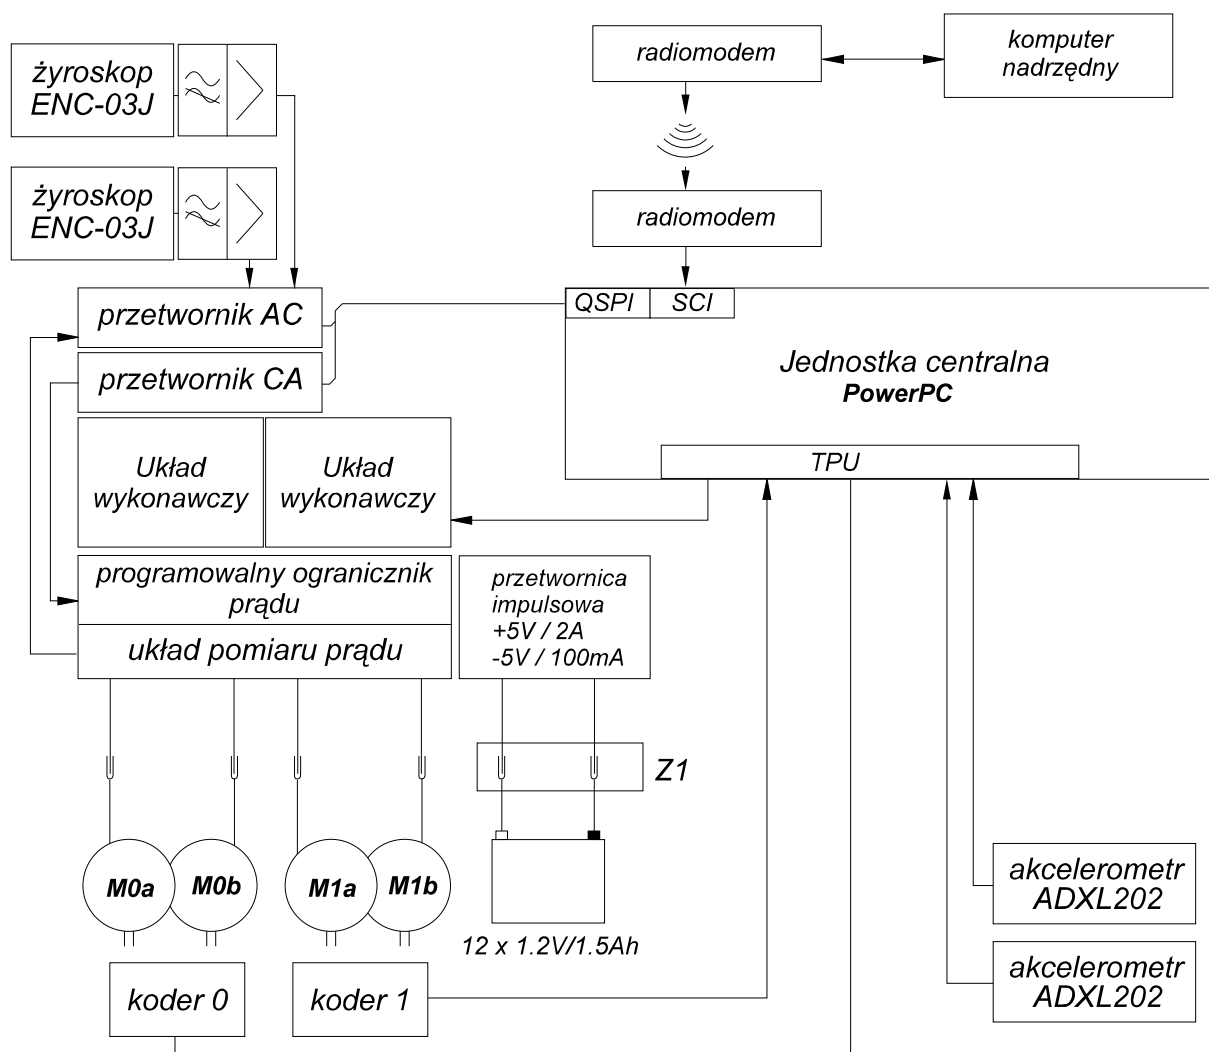 żyroskop
ENC-03J
radiomodem
komputer
nadrzędny
żyroskop
ENC-03J
radiomodem
przetwornik AC
QSPI
SCI
Jednostka centralna
PowerPC
przetwornik CA
Układ
wykonawczy
Układ
wykonawczy
TPU
programowalny ogranicznik
prądu
układ pomiaru prądu
przetwornica
impulsowa
+5V / 2A
-5V / 100mA
Z1
M0a
M0b
M1a
M1b
12 x 1.2V/1.5Ah
akcelerometr
ADXL202
akcelerometr
ADXL202
koder 0
koder 1